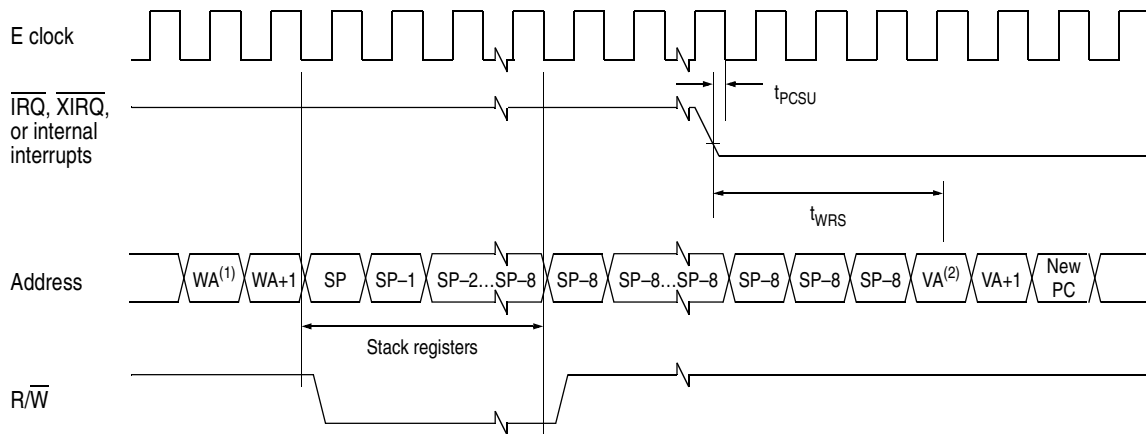 E clock
IRQ, XIRQ,
or internal
interrupts
tPCSU
tWRS
Address
WA(1)
WA+1
SP
SP–1
SP–2...SP–8
SP–8
SP–8...SP–8
SP–8
SP–8
SP–8
VA(2)
VA+1
New
PC
Stack registers
R/W